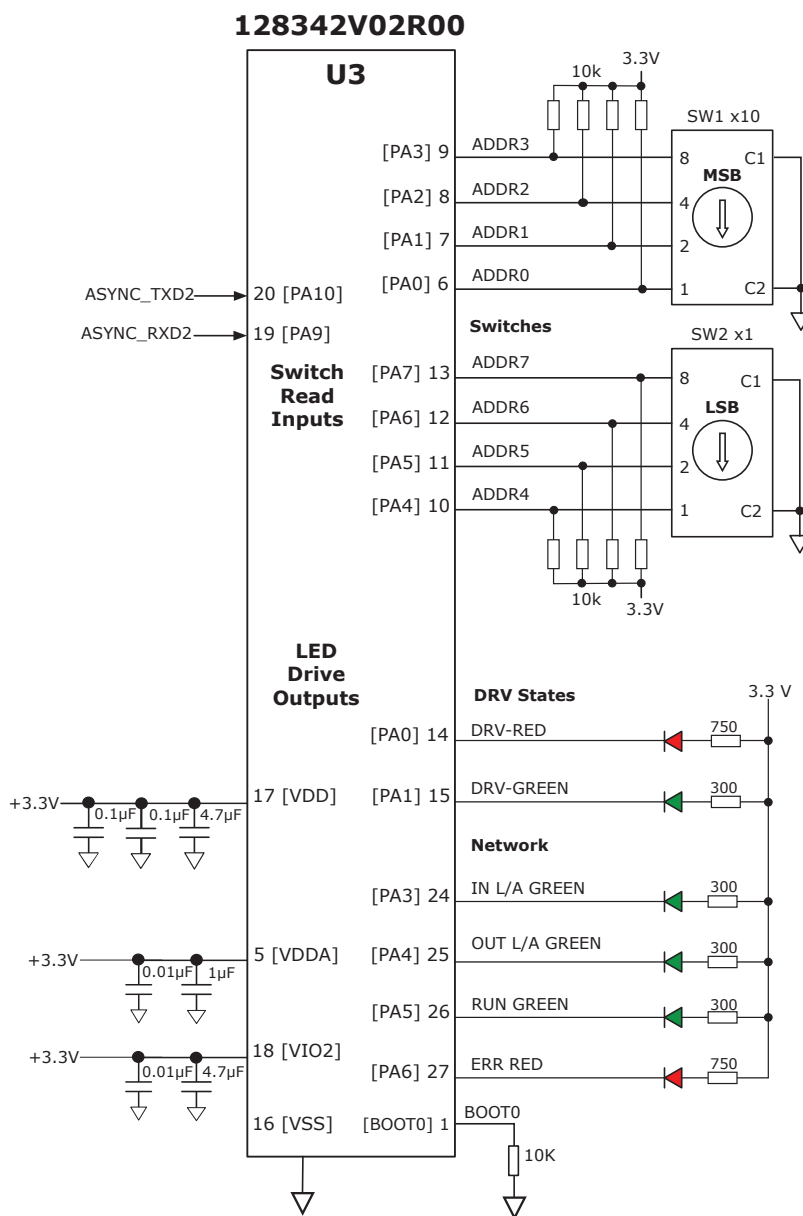 128342V02R00
U3
3.3V
10k
SW1 x10
[PA3] 9
ADDR3
8
C1
MSB
[PA2] 8
ADDR2
4
[PA1] 7
ADDR1
2
[PA0] 6
ADDR0
1
C2
ASYNC_TXD2
20 [PA10]
ASYNC_RXD2
19 [PA9]
Switches
SW2 x1
Switch
Read
Inputs
[PA7] 13
ADDR7
8
C1
LSB
[PA6] 12
ADDR6
4
[PA5] 11
ADDR5
2
[PA4] 10
ADDR4
1
C2
10k
3.3V
LED
Drive
Outputs
DRV States
3.3 V
[PA0] 14
DRV-RED
750
+3.3V
17 [VDD]
[PA1] 15
DRV-GREEN
300
0.1µF
0.1µF
4.7µF
Network
[PA3] 24
IN L/A GREEN
300
+3.3V
5 [VDDA]
[PA4] 25
OUT L/A GREEN
300
0.01µF
1µF
[PA5] 26
RUN GREEN
300
+3.3V
18 [VIO2]
[PA6] 27
ERR RED
750
0.01µF
4.7µF
16 [VSS]
[BOOT0] 1
BOOT0
10K